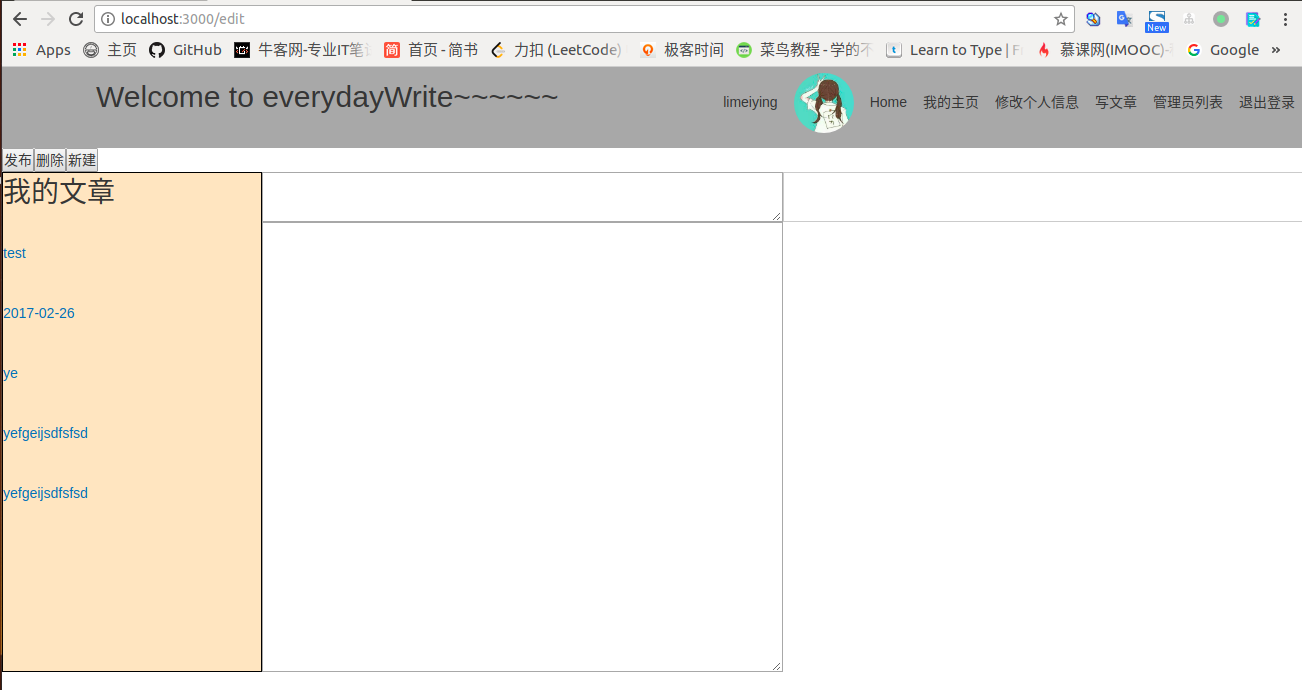 localhost:3000/edit
New
Apps 主页 GitHub 牛客网-专业IT笔 简 首页 - 简书 力扣 (LeetCode) 极客时间 菜鸟教程 - 学的不 t Learn to Type | F 慕课网(IMOOC)- G Google »
Welcome to everydayWrite~~~~~~ limeiying Home 我的主页 修改个人信息 写文章 管理员列表 退出登录
发布 删除 新建
我的文章
test
2017-02-26
ye
yefgeijsdfsfsd
yefgeijsdfsfsd